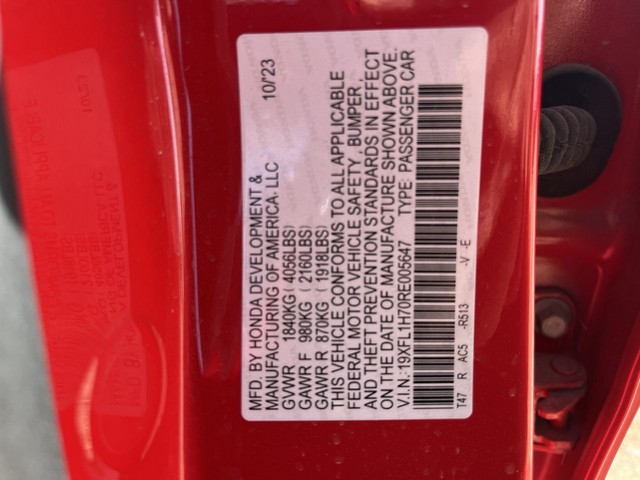 MFD. BY HONDA DEVELOPMENT & 10/'23
MANUFACTURING OF AMERICA, LLC
GVWR 1840KG ( 4056LBS)
GAWR F 980KG ( 2160LBS)
GAWR R 870KG ( 1918LBS)
THIS VEHICLE CONFORMS TO ALL APPLICABLE
FEDERAL MOTOR VEHICLE SAFETY , BUMPER ,
AND THEFT PREVENTION STANDARDS IN EFFECT
ON THE DATE OF MANUFACTURE SHOWN ABOVE.
V.I.N.:19XFL1H70RE005647 TYPE: PASSENGER CAR
T47 R AC5 -R513 -V -E